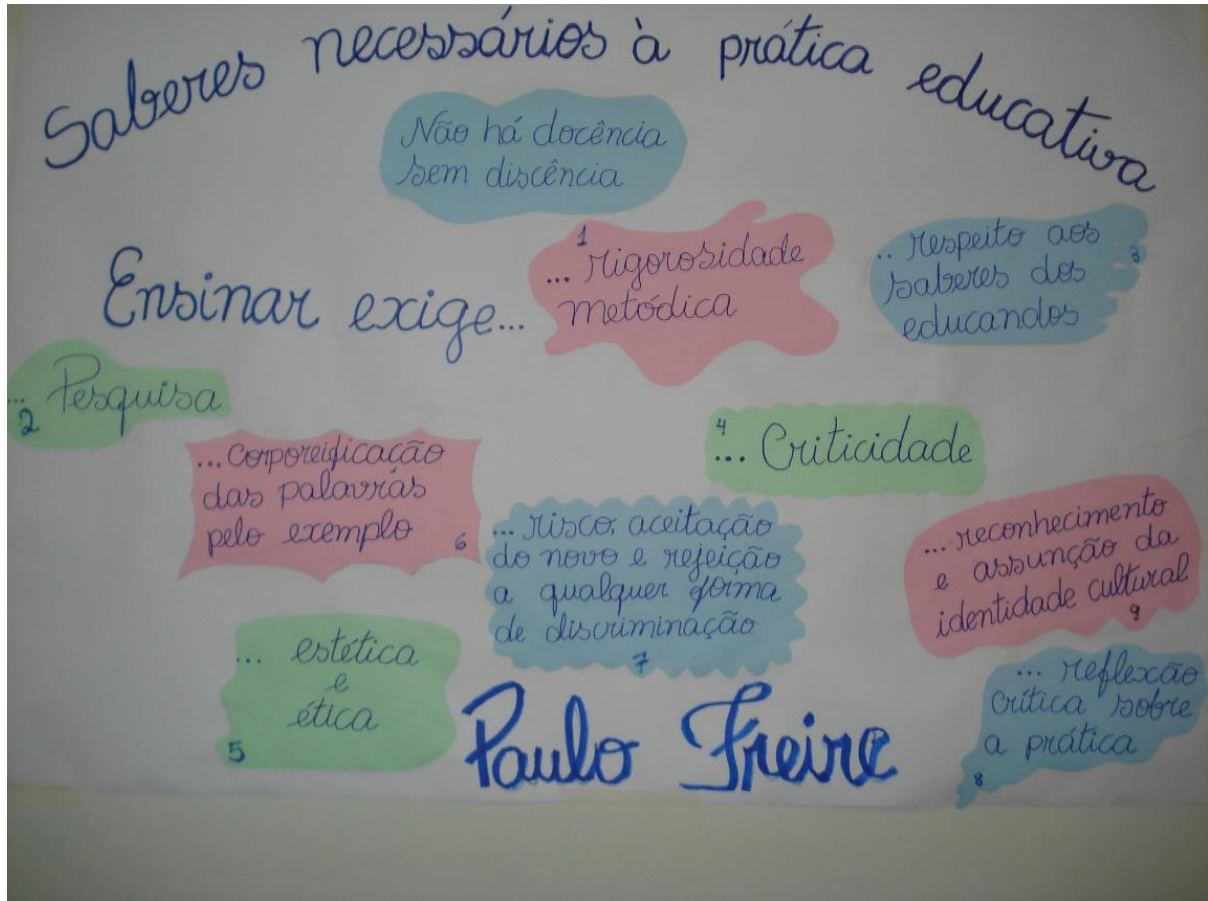 Saberes necessários à prática educativa
Não há docência
sem discência
Ensinar exige...
1
... rigorosidade
metódica
.. respeito aos
saberes dos
educandos
3
... Pesquisa
2
4
... Criticidade
... corporeificação
das palavras
pelo exemplo
6
... risco, aceitação
do novo e rejeição
a qualquer forma
de discriminação
7
... reconhecimento
e assunção da
identidade cultural
9
... estética
e
ética
5
... reflexão
crítica sobre
a prática
8
Paulo Freire